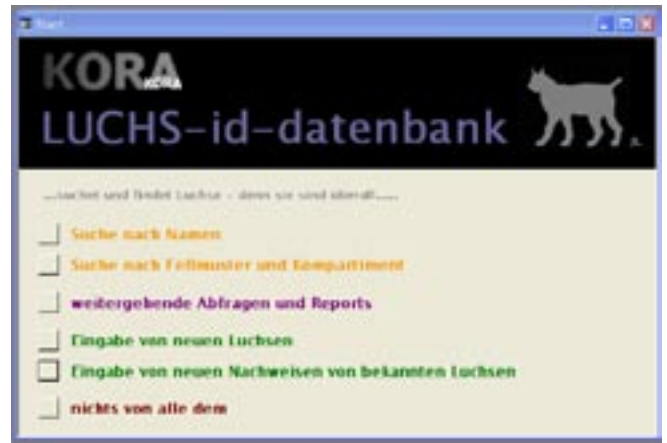 Start
KORA
KORA
LUCHS-id-datenbank
....suchet und findet Luchse - denn sie sind überall......
Suche nach Namen
Suche nach Fellmuster und Kompartiment
weitergehende Abfragen und Reports
Eingabe von neuen Luchsen
Eingabe von neuen Nachweisen von bekannten Luchsen
nichts von alle dem